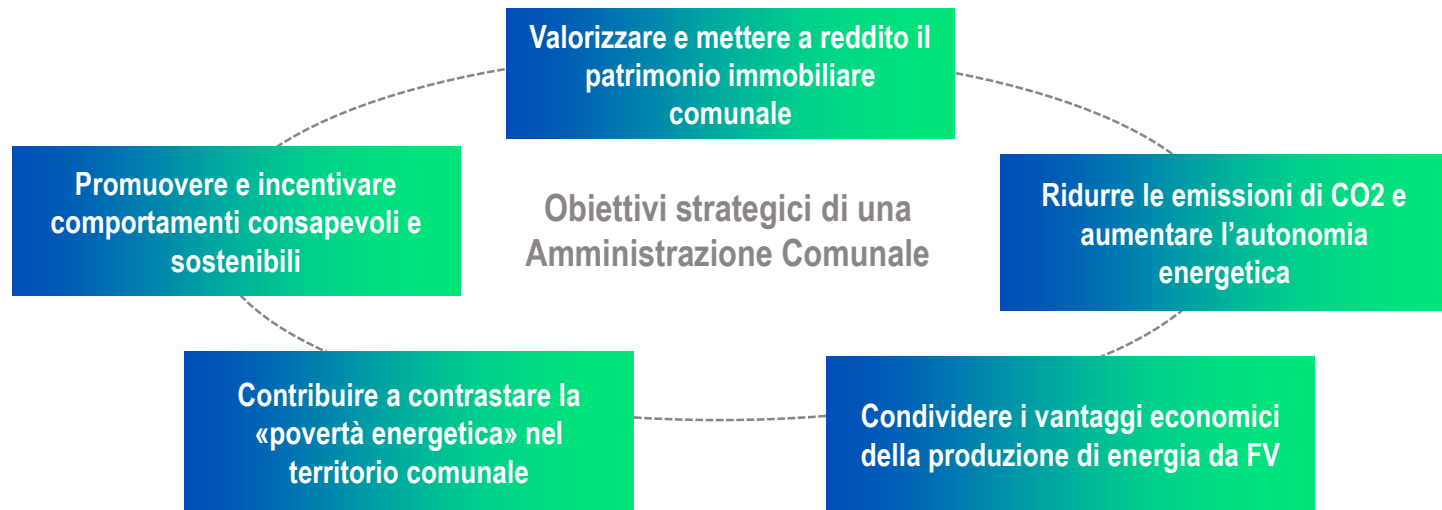 Valorizzare e mettere a reddito il
patrimonio immobiliare
comunale
Promuovere e incentivare
comportamenti consapevoli e
sostenibili
Obiettivi strategici di una
Amministrazione Comunale
Ridurre le emissioni di CO2 e
aumentare l’autonomia
energetica
Contribuire a contrastare la
«povertà energetica» nel
territorio comunale
Condividere i vantaggi economici
della produzione di energia da FV